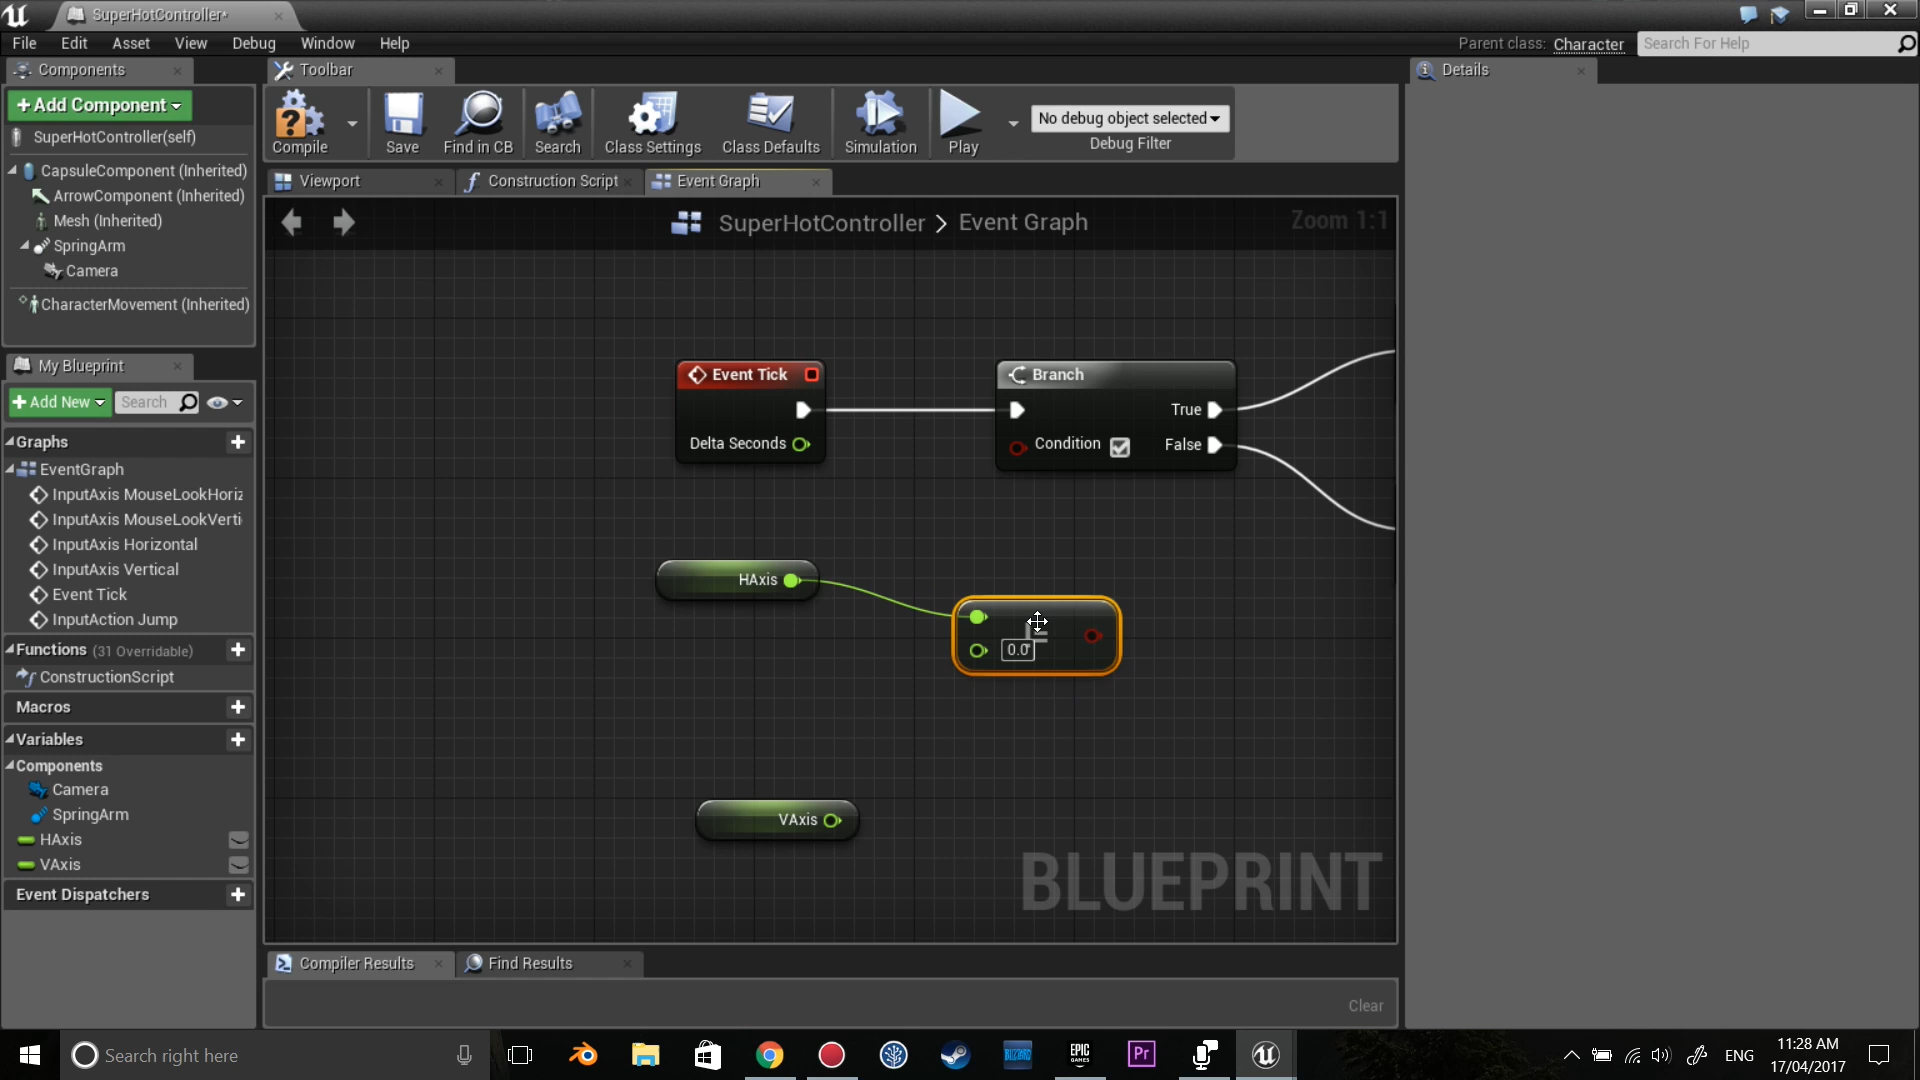 SuperHotController*
File Edit Asset View Debug Window Help
Parent class: Character
Search For Help
Components
Toolbar
Details
+Add Component
SuperHotController(self)
CapsuleComponent (Inherited)
ArrowComponent (Inherited)
Mesh (Inherited)
SpringArm
Camera
CharacterMovement (Inherited)
Compile
Save
Find in CB
Search
Class Settings
Class Defaults
Simulation
Play
No debug object selected
Debug Filter
Viewport
Construction Script
Event Graph
SuperHotController > Event Graph
Zoom 1:1
My Blueprint
+Add New
Search
Graphs
EventGraph
InputAxis MouseLookHoriz
InputAxis MouseLookVerti
InputAxis Horizontal
InputAxis Vertical
Event Tick
InputAction Jump
Functions (31 Overridable)
ConstructionScript
Macros
Variables
Components
Camera
SpringArm
HAxis
VAxis
Event Dispatchers
Event Tick
Delta Seconds
Branch
True
Condition
False
HAxis
0.0
VAxis
BLUEPRINT
Compiler Results
Find Results
Clear
Search right here
BLIZZARD
EPIC
GAMES
Pr
ENG
11:28 AM
17/04/2017